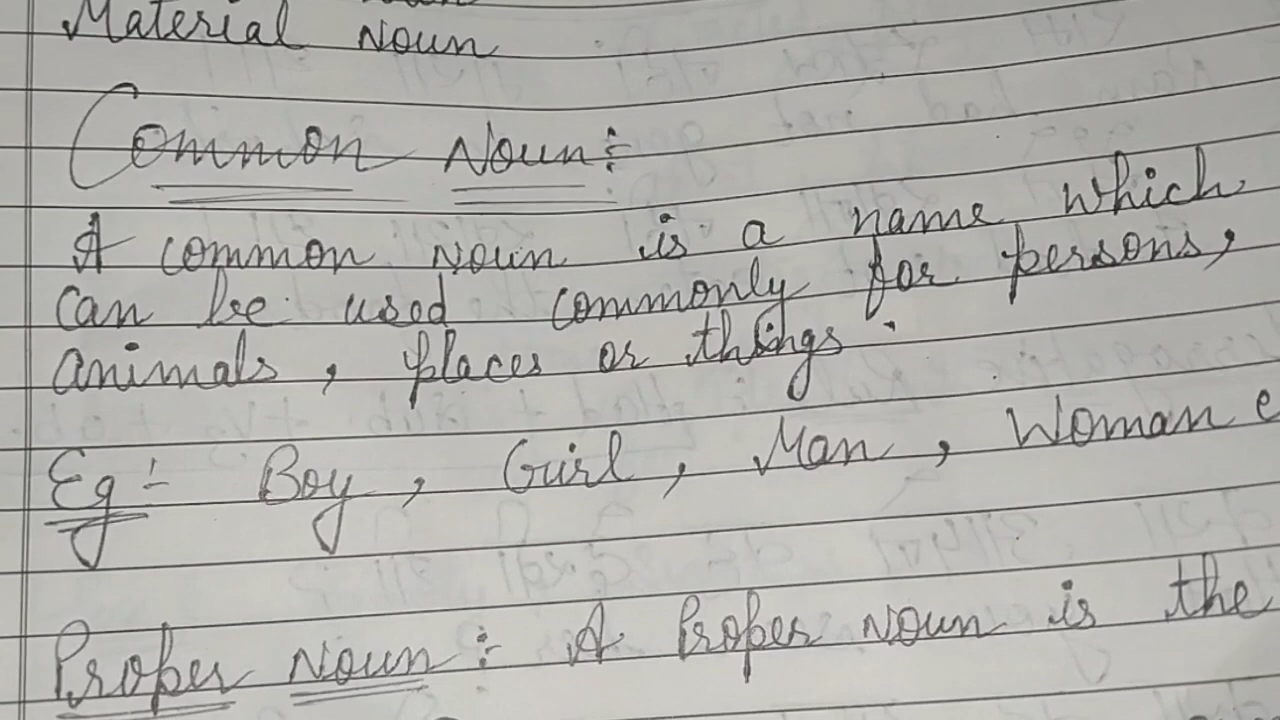 Material Noun
Common Noun:
A common noun is a name which
can be used commonly for persons,
animals, places or things.
Eg:- Boy, Girl, Man, Woman e
Proper Noun: A Proper noun is the